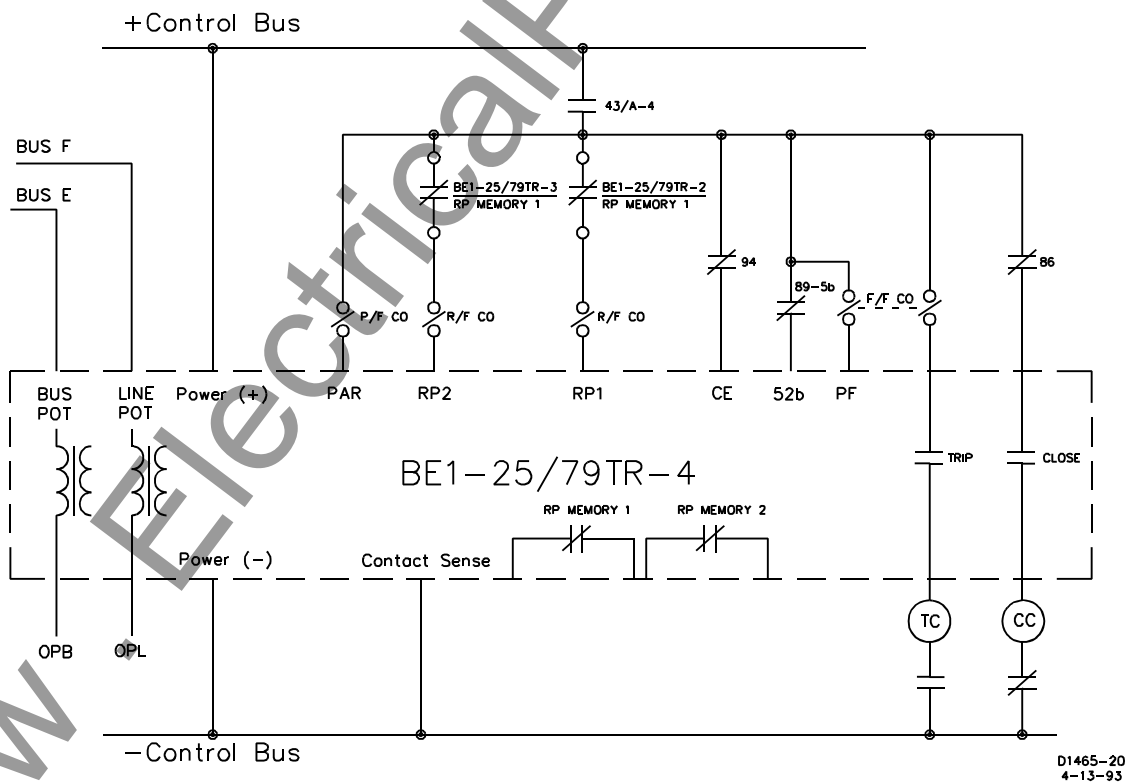 +Control Bus
43/A-4
BUS F
BUS E
BE1-25/79TR-3
RP MEMORY 1
BE1-25/79TR-2
RP MEMORY 1
94
86
89-5b
P/F CO
R/F CO
R/F CO
F/F CO
BUS
POT
LINE
POT
Power (+)
PAR
RP2
RP1
CE
52b
PF
TRIP
CLOSE
BE1-25/79TR-4
RP MEMORY 1
RP MEMORY 2
Power (-)
Contact Sense
TC
CC
OPB
OPL
-Control Bus
D1465-20
4-13-93
w. ElectricalP